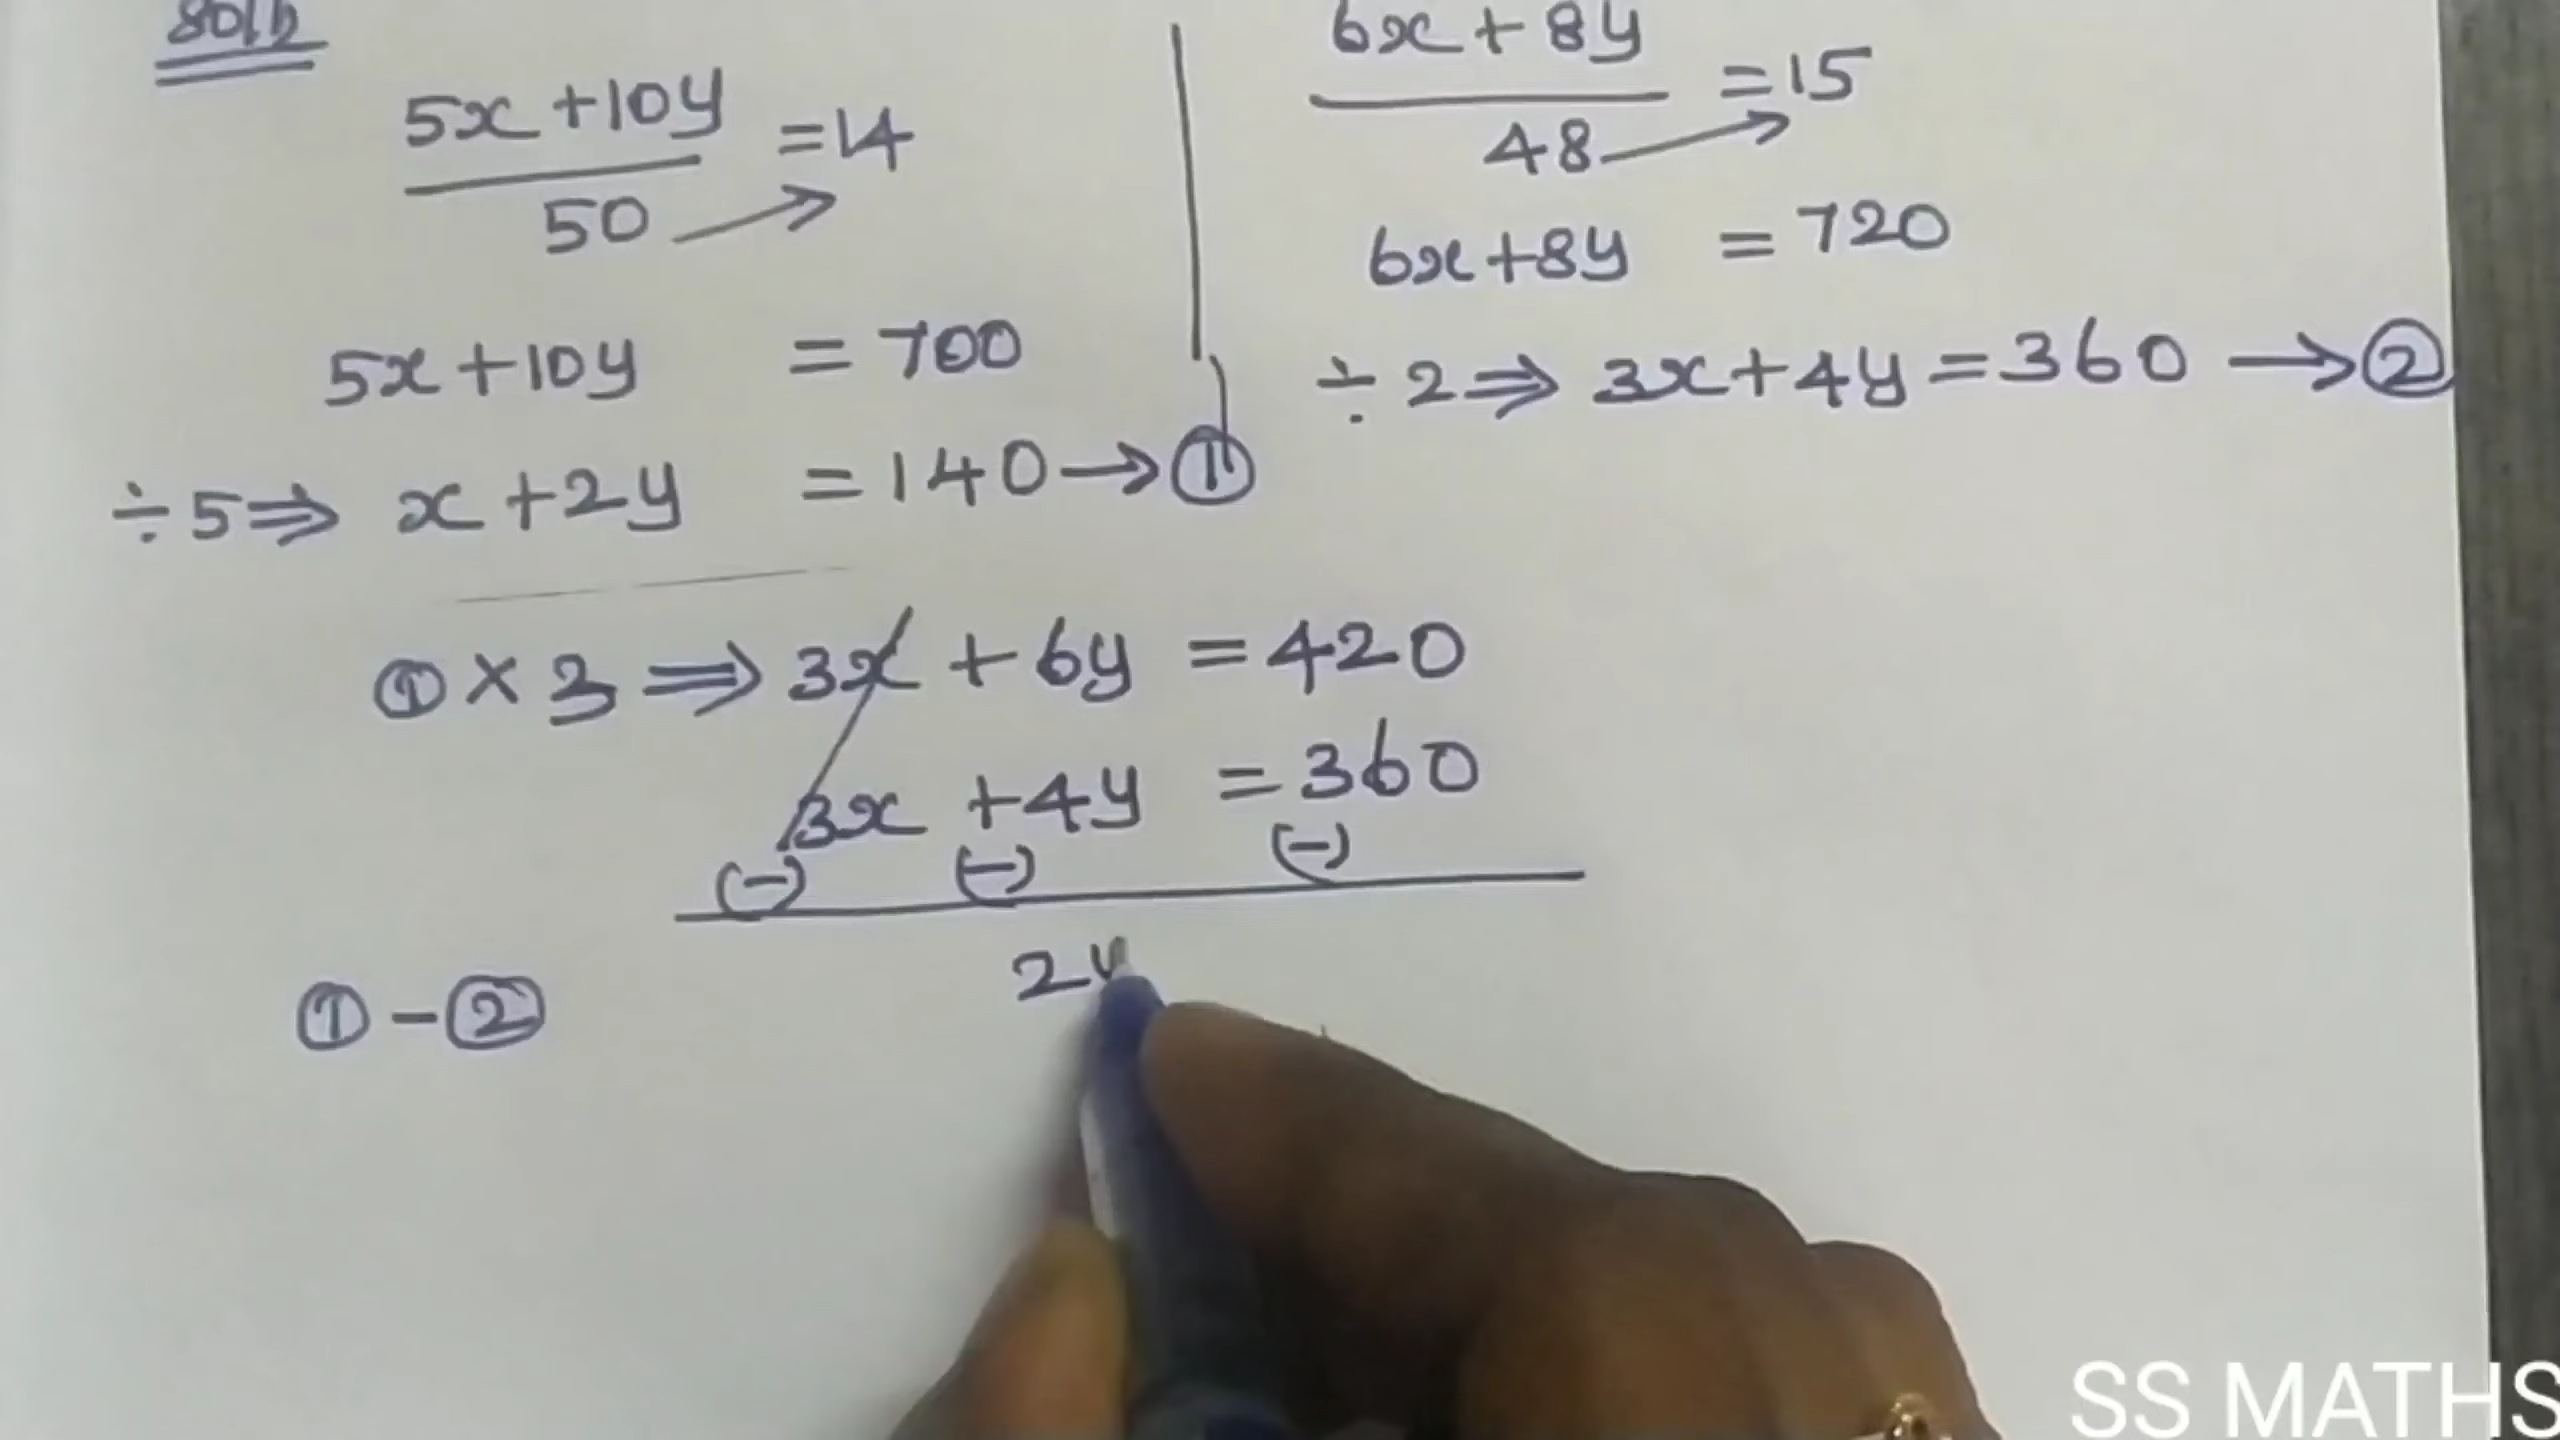 Soln
5x + 10y
50
= 14
5x + 10y = 700
÷ 5 ⇒ x + 2y = 140 → ①
6x + 8y
48
= 15
6x + 8y = 720
÷ 2 ⇒ 3x + 4y = 360 → ②
① × 3 ⇒ 3x + 6y = 420
3x + 4y = 360
(-) (-) (-)
① - ② 2y
SS MATHS